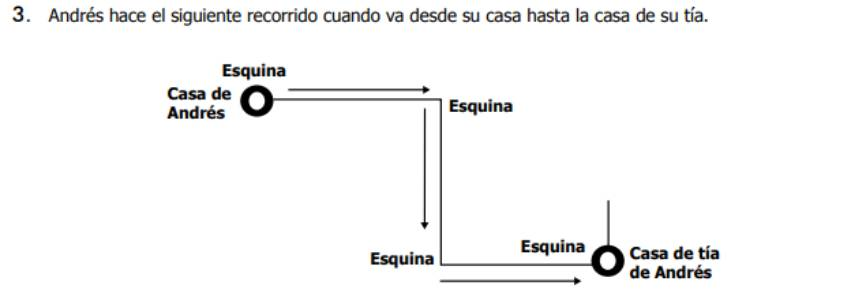 3. Andrés hace el siguiente recorrido cuando va desde su casa hasta la casa de su tía.
Esquina
Casa de
Andrés
Esquina
Esquina
Esquina
Casa de tía
de Andrés